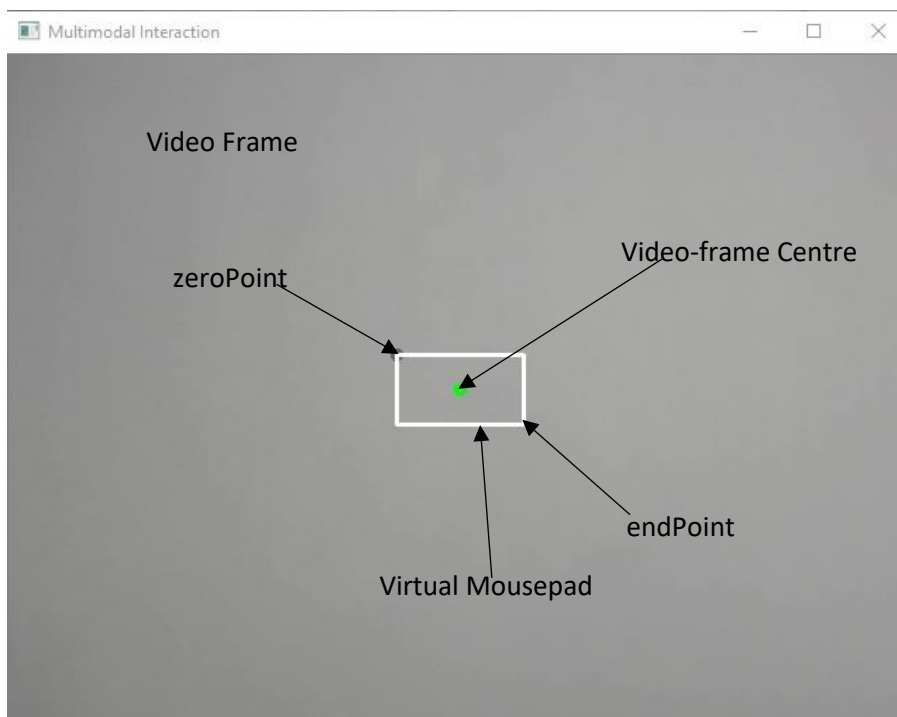 Multimodal Interaction
Video Frame
Video-frame Centre
zeroPoint
endPoint
Virtual Mousepad